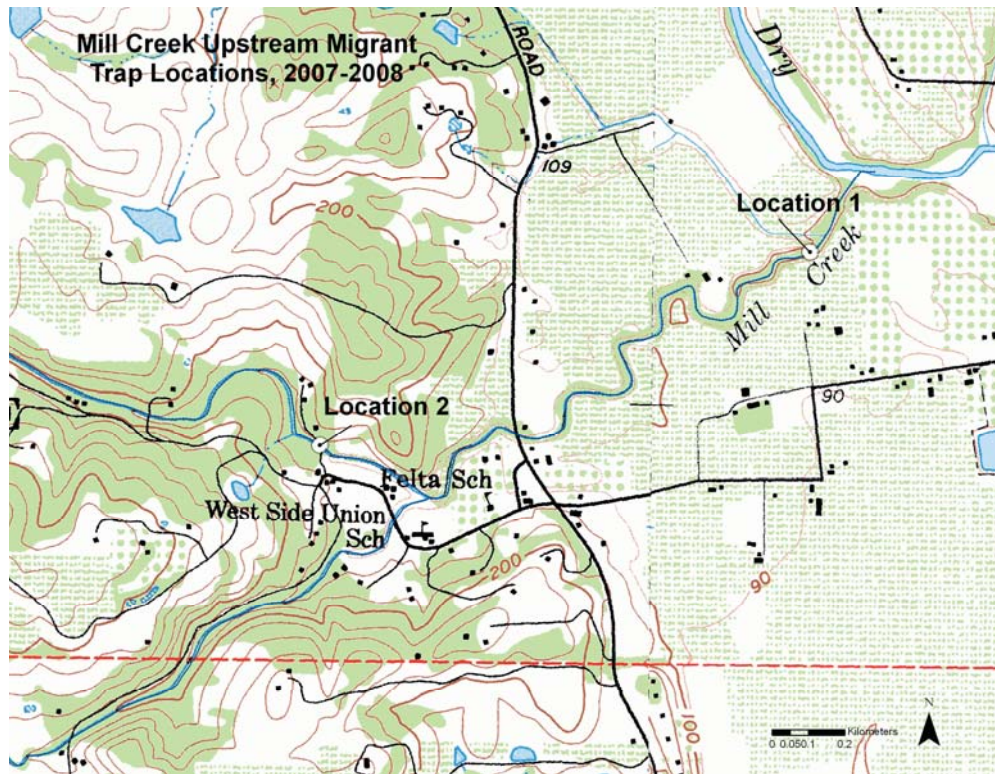 Mill Creek Upstream Migrant
Trap Locations, 2007-2008
ROAD
Dry
109
200
Location 1
Creek
Mill
90
Location 2
Felta Sch
West Side Union
Sch
200
90
100
N
Kilometers
0 0.050.1 0.2